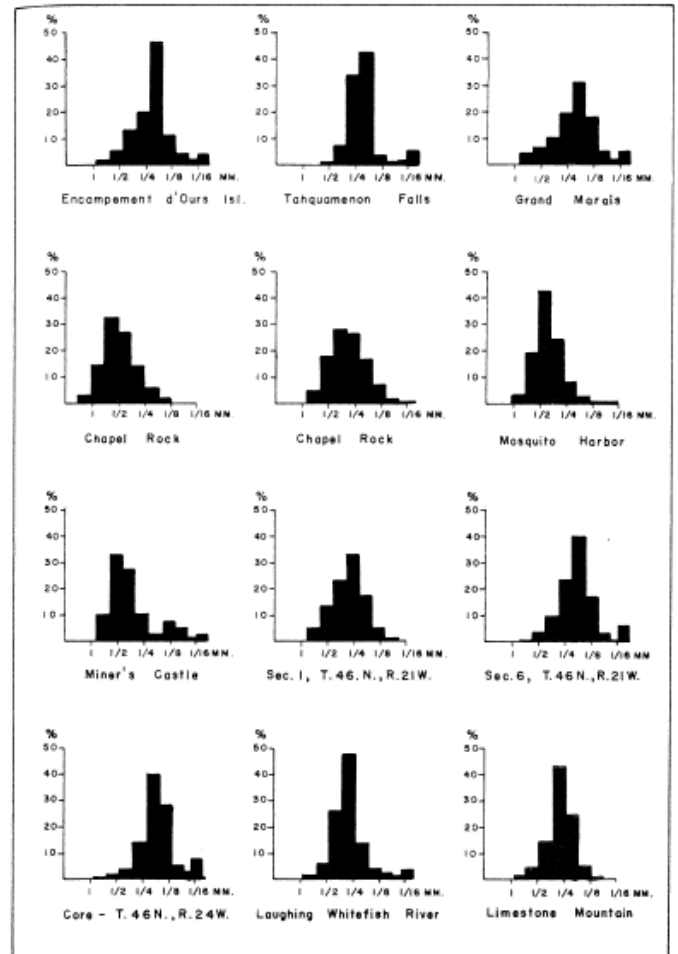 % % %
50 50 50
40 40 40
30 30 30
20 20 20
10 10 10
1 1/2 1/4 1/8 1/16 MM. 1 1/2 1/4 1/8 1/16 MM. 1 1/2 1/4 1/8 1/16 MM.
Encampement d'Ours Isl. Tahquamenon Falls Grand Marais
% % %
50 50 50
40 40 40
30 30 30
20 20 20
10 10 10
1 1/2 1/4 1/8 1/16 MM. 1 1/2 1/4 1/8 1/16 MM. 1 1/2 1/4 1/8 1/16 MM.
Chapel Rock Chapel Rock Mosquito Harbor
% % %
50 50 50
40 40 40
30 30 30
20 20 20
10 10 10
1 1/2 1/4 1/8 1/16 MM. 1 1/2 1/4 1/8 1/16 MM. 1 1/2 1/4 1/8 1/16 MM.
Miner's Castle Sec. 1, T. 46. N., R. 21W. Sec. 6, T. 46N., R. 21W.
% % %
50 50 50
40 40 40
30 30 30
20 20 20
10 10 10
1 1/2 1/4 1/8 1/16 MM. 1 1/2 1/4 1/8 1/16 MM. 1 1/2 1/4 1/8 1/16 MM.
Core - T. 46N., R. 24W. Laughing Whitefish River Limestone Mountain